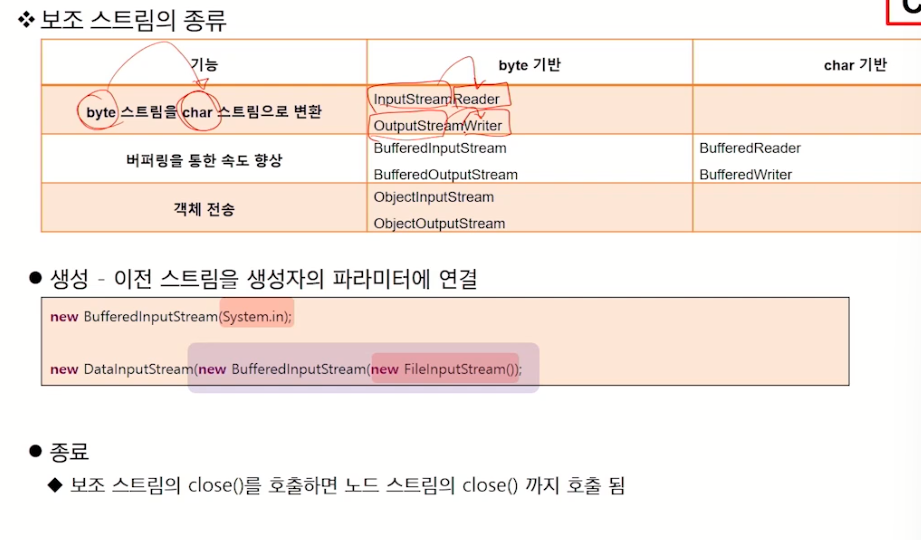 ❖ 보조 스트림의 종류
기능 byte 기반 char 기반
byte 스트림을 char 스트림으로 변환
InputStreamReader
OutputStreamWriter
버퍼링을 통한 속도 향상
BufferedInputStream BufferedReader
BufferedOutputStream BufferedWriter
객체 전송
ObjectInputStream
ObjectOutputStream
● 생성 - 이전 스트림을 생성자의 파라미터에 연결
new BufferedInputStream(System.in);
new DataInputStream(new BufferedInputStream(new FileInputStream());
● 종료
◆ 보조 스트림의 close()를 호출하면 노드 스트림의 close() 까지 호출 됨